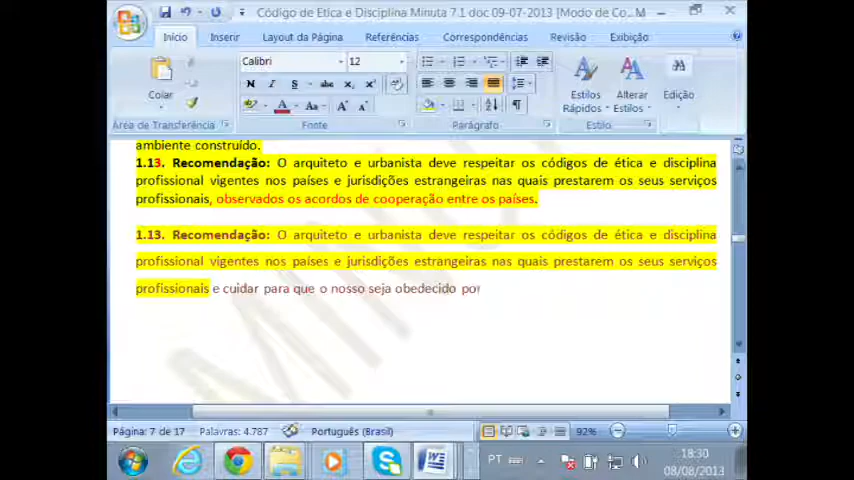 Código de Ética e Disciplina Minuta 7.1 doc 09-07-2013 [Modo de Co... M
Início Inserir Layout da Página Referências Correspondências Revisão Exibição
Calibri 12
Colar
N I S abe x₂ x²
A Aa A A
Estilos Rápidos
Alterar Estilos
Edição
Área de Transferência Fonte Parágrafo Estilo
ambiente construído.
1.13. Recomendação: O arquiteto e urbanista deve respeitar os códigos de ética e disciplina
profissional vigentes nos países e jurisdições estrangeiras nas quais prestarem os seus serviços
profissionais, observados os acordos de cooperação entre os países.
1.13. Recomendação: O arquiteto e urbanista deve respeitar os códigos de ética e disciplina
profissional vigentes nos países e jurisdições estrangeiras nas quais prestarem os seus serviços
profissionais e cuidar para que o nosso seja obedecido por
Página: 7 de 17 Palavras: 4.787 Português (Brasil) 92%
PT 18:30
08/08/2013